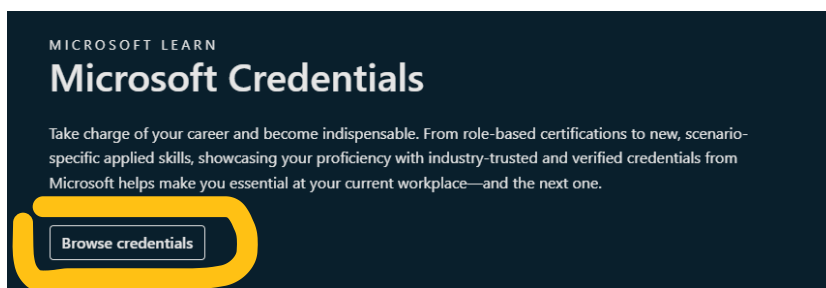 MICROSOFT LEARN
Microsoft Credentials
Take charge of your career and become indispensable. From role-based certifications to new, scenario-
specific applied skills, showcasing your proficiency with industry-trusted and verified credentials from
Microsoft helps make you essential at your current workplace—and the next one.
Browse credentials